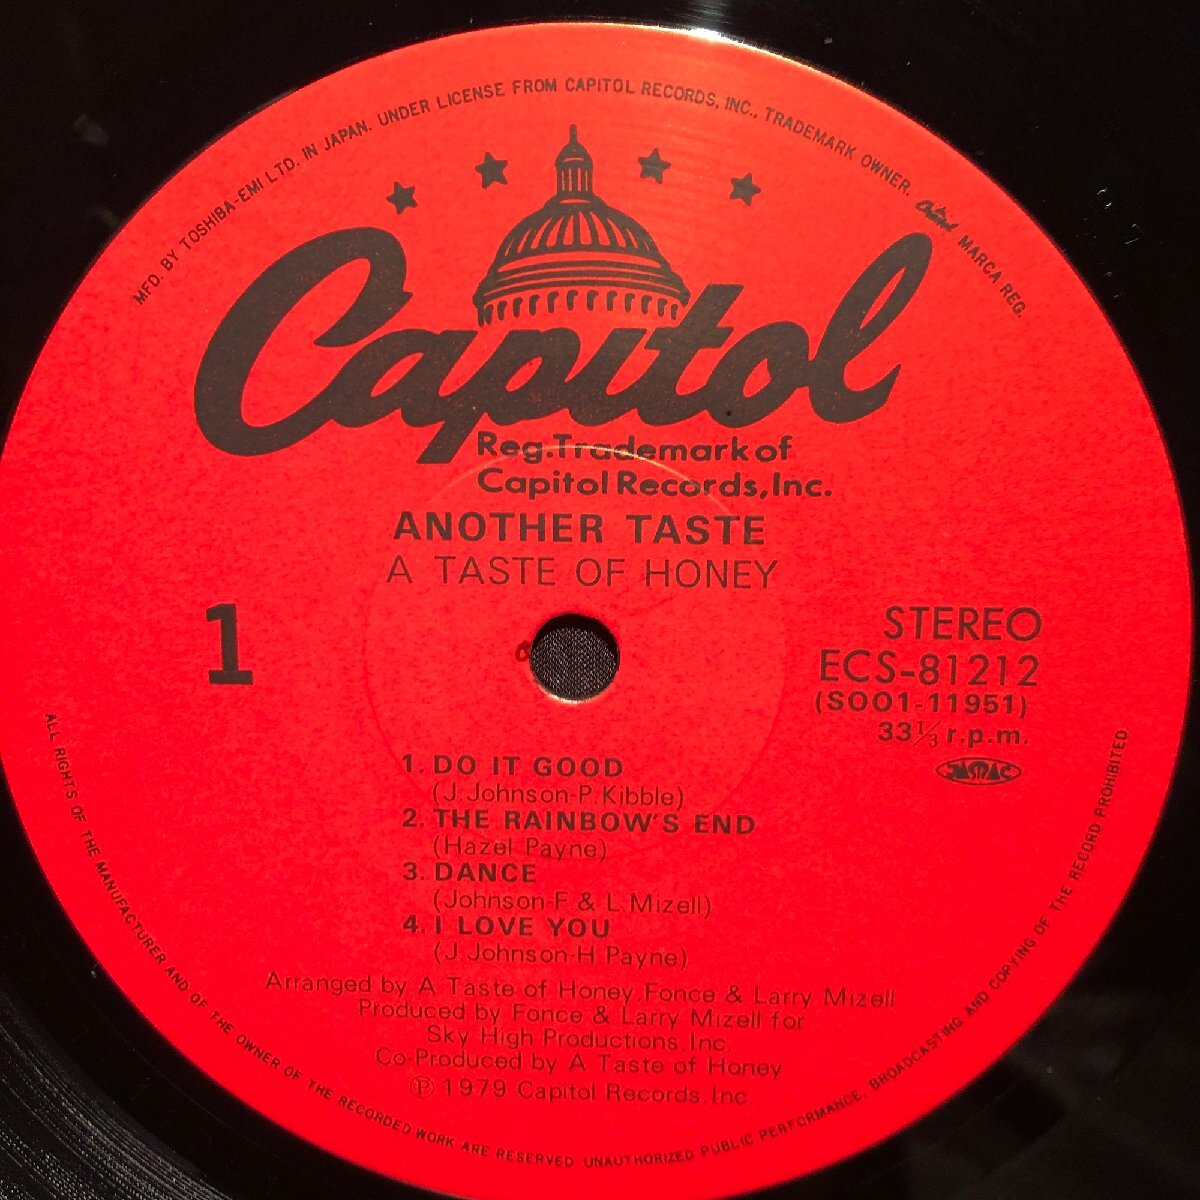 MFD. BY TOSHIBA-EMI LTD. IN JAPAN. UNDER LICENSE FROM CAPITOL RECORDS, INC., TRADEMARK OWNER. Capitol MARCA REG.
Capitol
Reg. Trademark of
Capitol Records, Inc.
ANOTHER TASTE
A TASTE OF HONEY
1
STEREO
ECS-81212
(SOO1-11951)
33⅓ r.p.m.
JASRAC
1. DO IT GOOD
(J. Johnson-P. Kibble)
2. THE RAINBOW'S END
(Hazel Payne)
3. DANCE
(Johnson-F & L. Mizell)
4. I LOVE YOU
(J. Johnson-H. Payne)
Arranged by A Taste of Honey, Fonce & Larry Mizell
Produced by Fonce & Larry Mizell for
Sky High Productions, Inc
Co-Produced by A Taste of Honey
Ⓟ 1979 Capitol Records, Inc
ALL RIGHTS OF THE MANUFACTURER AND OF THE OWNER OF THE RECORDED WORK ARE RESERVED UNAUTHORIZED PUBLIC PERFORMANCE, BROADCASTING AND COPYING OF THE RECORD PROHIBITED